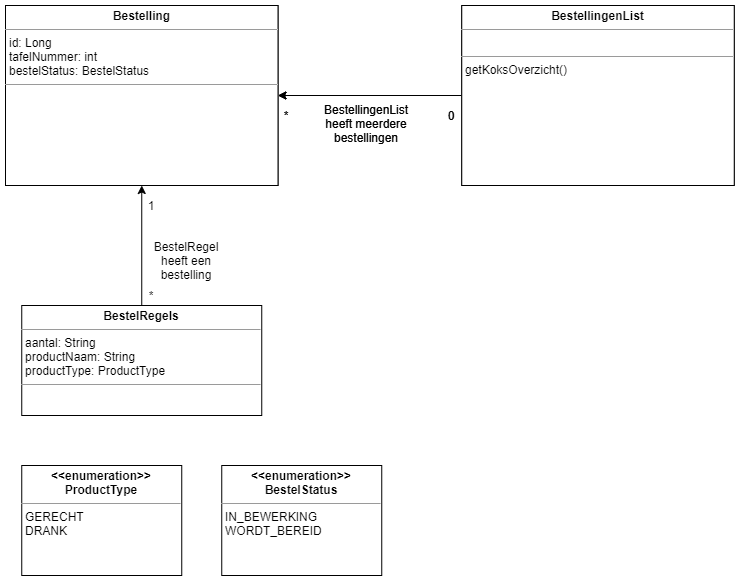 Bestelling
id: Long
tafelNummer: int
bestelStatus: BestelStatus
BestellingenList
getKoksOverzicht()
*
BestellingenList
heeft meerdere
bestellingen
0
1
BestelRegel
heeft een
bestelling
*
BestelRegels
aantal: String
productNaam: String
productType: ProductType
<<enumeration>>
ProductType
GERECHT
DRANK
<<enumeration>>
BestelStatus
IN_BEWERKING
WORDT_BEREID